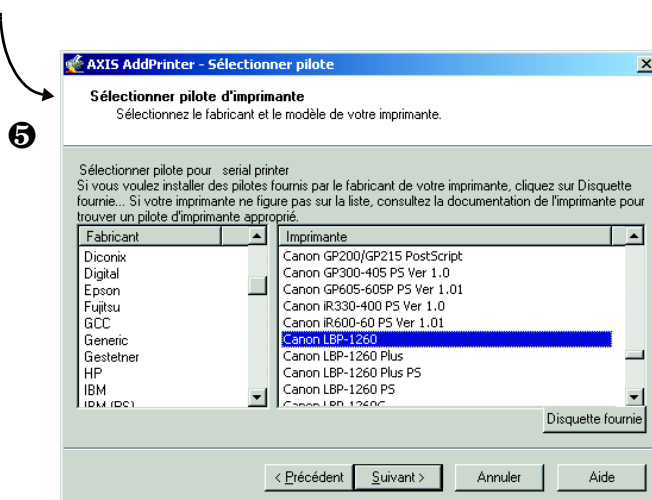 AXIS AddPrinter - Sélectionner pilote
Sélectionner pilote d'imprimante
Sélectionnez le fabricant et le modèle de votre imprimante.
❺
Sélectionner pilote pour serial printer
Si vous voulez installer des pilotes fournis par le fabricant de votre imprimante, cliquez sur Disquette
fournie... Si votre imprimante ne figure pas sur la liste, consultez la documentation de l'imprimante pour
trouver un pilote d'imprimante approprié.
Fabricant
Diconix
Digital
Epson
Fujitsu
GCC
Generic
Gestetner
HP
IBM
IBM (PS)
Imprimante
Canon GP200/GP215 PostScript
Canon GP300-405 PS Ver 1.0
Canon GP605-605P PS Ver 1.01
Canon iR330-400 PS Ver 1.0
Canon iR600-60 PS Ver 1.01
Canon LBP-1260
Canon LBP-1260 Plus
Canon LBP-1260 Plus PS
Canon LBP-1260 PS
Canon LBP-1260C
Disquette fournie
< Précédent
Suivant >
Annuler
Aide